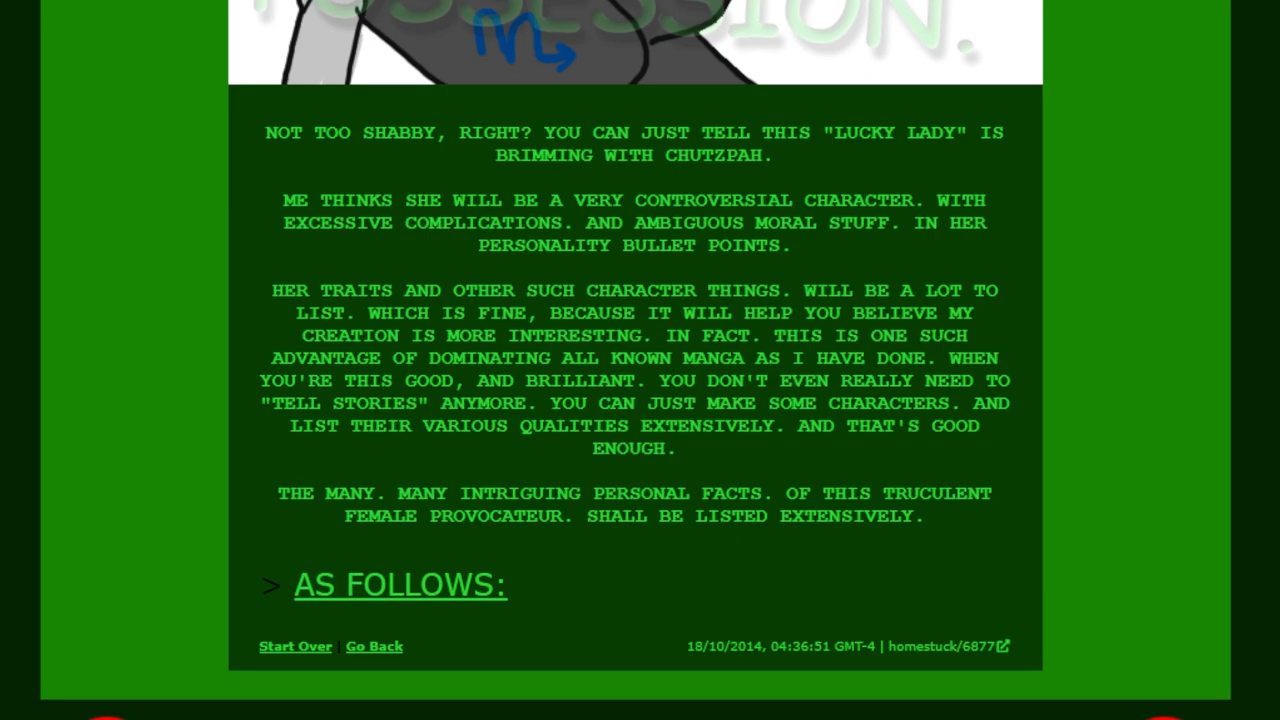 NOT TOO SHABBY, RIGHT? YOU CAN JUST TELL THIS "LUCKY LADY" IS
BRIMMING WITH CHUTZPAH.
ME THINKS SHE WILL BE A VERY CONTROVERSIAL CHARACTER. WITH
EXCESSIVE COMPLICATIONS. AND AMBIGUOUS MORAL STUFF. IN HER
PERSONALITY BULLET POINTS.
HER TRAITS AND OTHER SUCH CHARACTER THINGS. WILL BE A LOT TO
LIST. WHICH IS FINE, BECAUSE IT WILL HELP YOU BELIEVE MY
CREATION IS MORE INTERESTING. IN FACT. THIS IS ONE SUCH
ADVANTAGE OF DOMINATING ALL KNOWN MANGA AS I HAVE DONE. WHEN
YOU'RE THIS GOOD, AND BRILLIANT. YOU DON'T EVEN REALLY NEED TO
"TELL STORIES" ANYMORE. YOU CAN JUST MAKE SOME CHARACTERS. AND
LIST THEIR VARIOUS QUALITIES EXTENSIVELY. AND THAT'S GOOD
ENOUGH.
THE MANY. MANY INTRIGUING PERSONAL FACTS. OF THIS TRUCULENT
FEMALE PROVOCATEUR. SHALL BE LISTED EXTENSIVELY.
> AS FOLLOWS:
Start Over | Go Back 18/10/2014, 04:36:51 GMT-4 | homestuck/6877